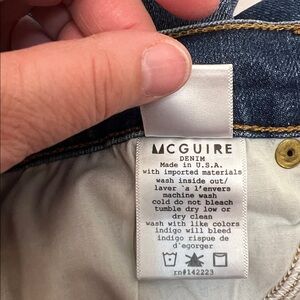 MCGUIRE
DENIM
Made in U.S.A.
with imported materials
wash inside out/
laver `a l'envers
machine wash
cold do not bleach
tumble dry low or
dry clean
wash with like colors
indigo will bleed
indigo risque de
d'egorger
rn#142223